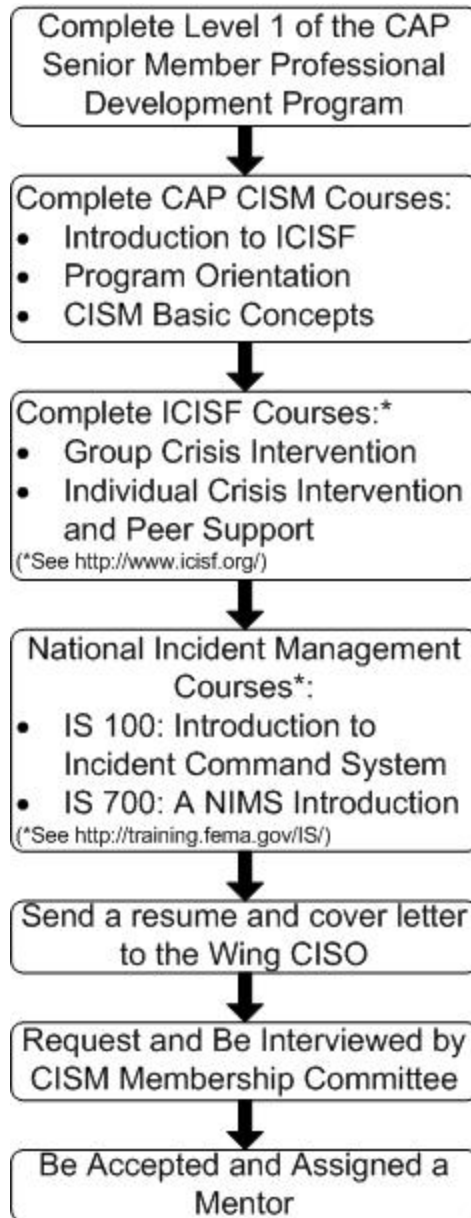 Complete Level 1 of the CAP
Senior Member Professional
Development Program
Complete CAP CISM Courses:
• Introduction to ICISF
• Program Orientation
• CISM Basic Concepts
Complete ICISF Courses:*
• Group Crisis Intervention
• Individual Crisis Intervention
and Peer Support
(*See http://www.icisf.org/)
National Incident Management
Courses*:
• IS 100: Introduction to
Incident Command System
• IS 700: A NIMS Introduction
(*See http://training.fema.gov/IS/)
Send a resume and cover letter
to the Wing CISO
Request and Be Interviewed by
CISM Membership Committee
Be Accepted and Assigned a
Mentor